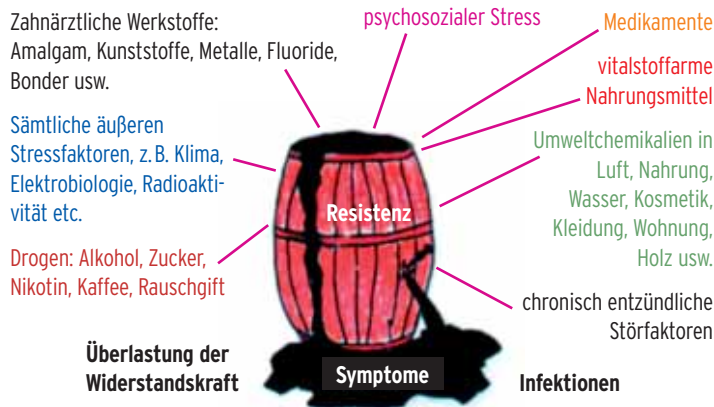 Zahnärztliche Werkstoffe:
Amalgam, Kunststoffe, Metalle, Fluoride,
Bonder usw.
psychosozialer Stress
Medikamente
vitalstoffarme
Nahrungsmittel
Sämtliche äußeren
Stressfaktoren, z. B. Klima,
Elektrobiologie, Radioakti-
vität etc.
Umweltchemikalien in
Luft, Nahrung,
Wasser, Kosmetik,
Kleidung, Wohnung,
Holz usw.
Resistenz
Drogen: Alkohol, Zucker,
Nikotin, Kaffee, Rauschgift
chronisch entzündliche
Störfaktoren
Überlastung der
Widerstandskraft
Symptome
Infektionen